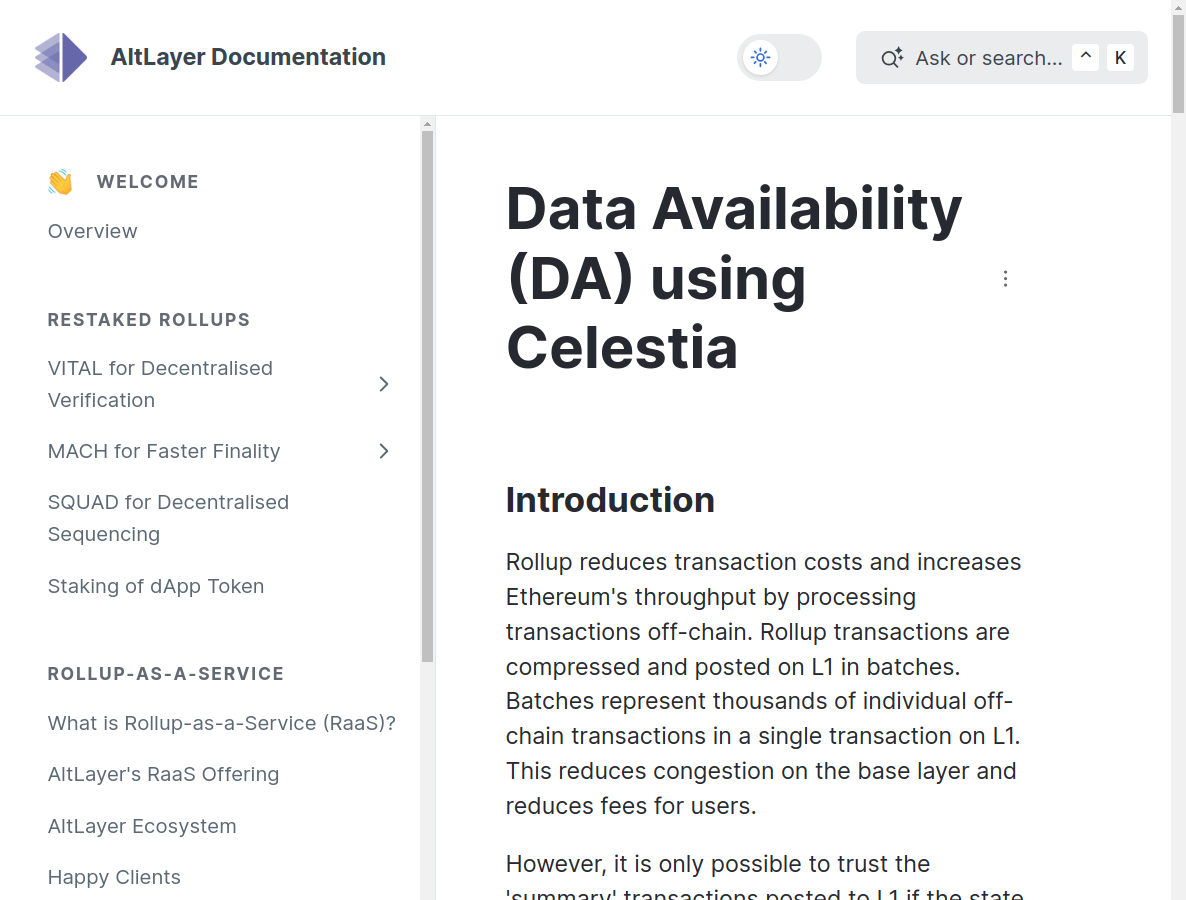 AltLayer Documentation
Ask or search... ^ K
WELCOME
Overview
RESTAKED ROLLUPS
VITAL for Decentralised
Verification
MACH for Faster Finality
SQUAD for Decentralised
Sequencing
Staking of dApp Token
ROLLUP-AS-A-SERVICE
What is Rollup-as-a-Service (RaaS)?
AltLayer's RaaS Offering
AltLayer Ecosystem
Happy Clients
Data Availability
(DA) using
Celestia
Introduction
Rollup reduces transaction costs and increases
Ethereum's throughput by processing
transactions off-chain. Rollup transactions are
compressed and posted on L1 in batches.
Batches represent thousands of individual off-
chain transactions in a single transaction on L1.
This reduces congestion on the base layer and
reduces fees for users.
However, it is only possible to trust the
'summary' transactions posted to L1 if the state